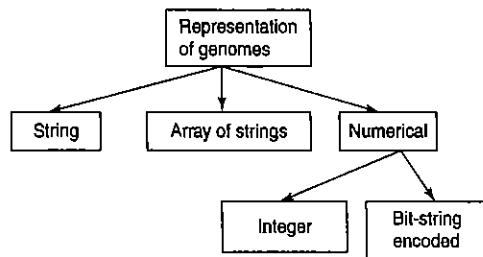 Representation
of genomes
String
Array of strings
Numerical
Integer
Bit-string
encoded